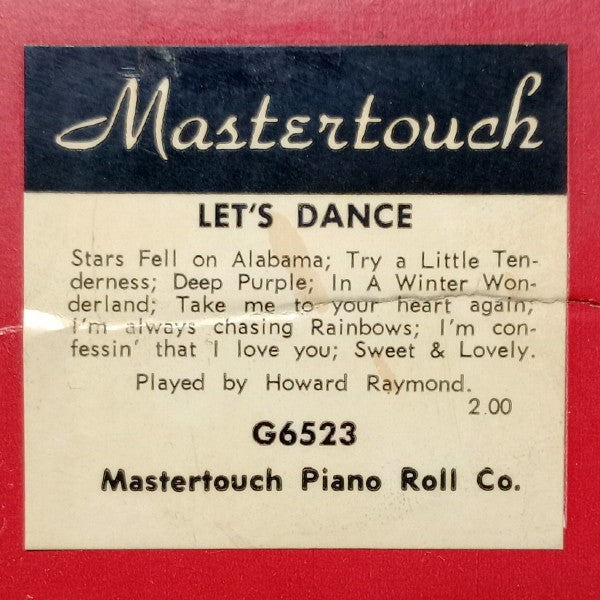 Mastertouch
LET'S DANCE
Stars Fell on Alabama; Try a Little Ten-
derness; Deep Purple; In A Winter Won-
derland; Take me to your heart again;
I'm always chasing Rainbows; I'm con-
fessin' that I love you; Sweet & Lovely.
Played by Howard Raymond.
2.00
G6523
Mastertouch Piano Roll Co.